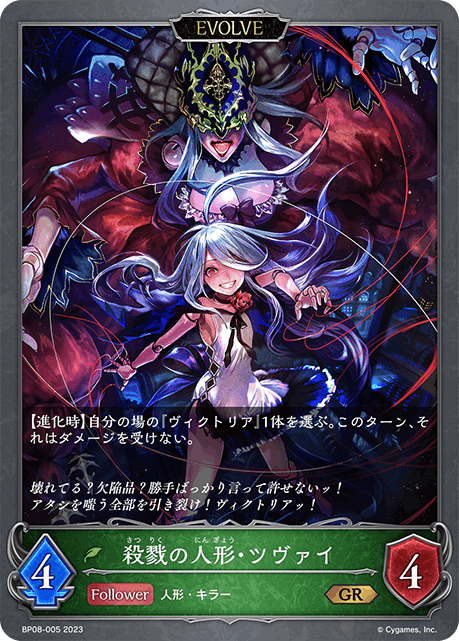 EVOLVE
【進化時】自分の場の『ヴィクトリア』1体を選ぶ。このターン、そ
れはダメージを受けない。
壊れてる?欠陥品?勝手ばっかり言って許せないッ!
アタシを嗤う全部を引き裂け!ヴィクトリアッ!
さつ りく にん ぎょう
殺戮の人形・ツヴァイ
4
4
Follower 人形・キラー GR
BP08-005 2023 © Cygames, Inc.